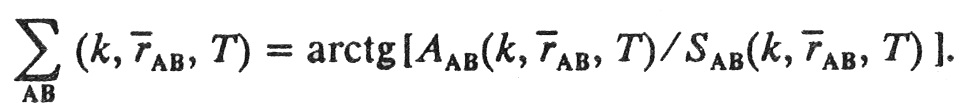 ∑_AB (k, r̅_AB, T) = arctg [A_AB(k, r̅_AB, T)/S_AB(k, r̅_AB, T) ].